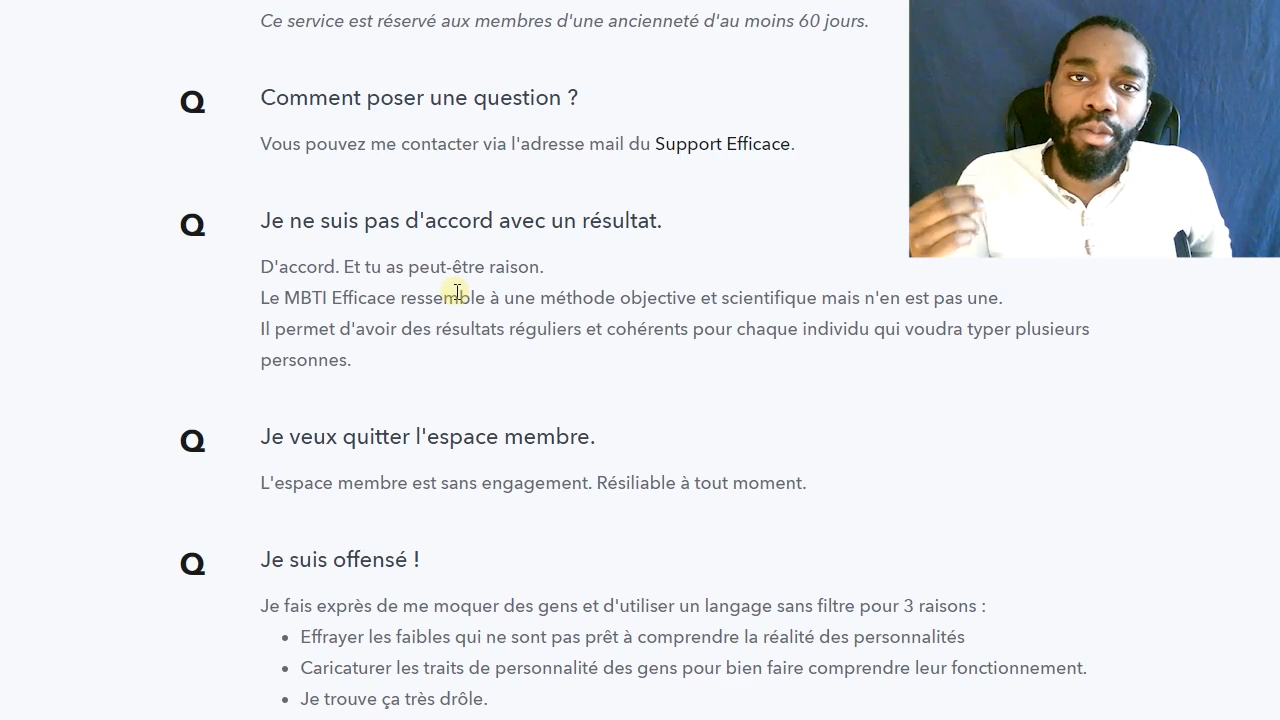 Ce service est réservé aux membres d'une ancienneté d'au moins 60 jours.
Q Comment poser une question ?
Vous pouvez me contacter via l'adresse mail du Support Efficace.
Q Je ne suis pas d'accord avec un résultat.
D'accord. Et tu as peut-être raison.
Le MBTI Efficace ressemble à une méthode objective et scientifique mais n'en est pas une.
Il permet d'avoir des résultats réguliers et cohérents pour chaque individu qui voudra typer plusieurs
personnes.
Q Je veux quitter l'espace membre.
L'espace membre est sans engagement. Résiliable à tout moment.
Q Je suis offensé !
Je fais exprès de me moquer des gens et d'utiliser un langage sans filtre pour 3 raisons :
• Effrayer les faibles qui ne sont pas prêt à comprendre la réalité des personnalités
• Caricaturer les traits de personnalité des gens pour bien faire comprendre leur fonctionnement.
• Je trouve ça très drôle.